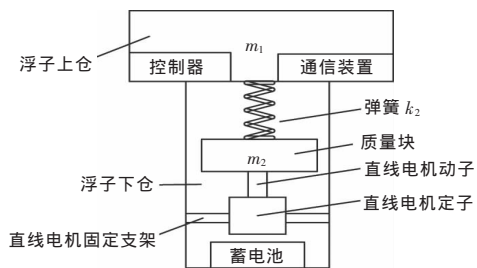 m₁
浮子上仓
控制器
通信装置
弹簧 k₂
质量块
m₂
直线电机动子
浮子下仓
直线电机定子
直线电机固定支架
蓄电池